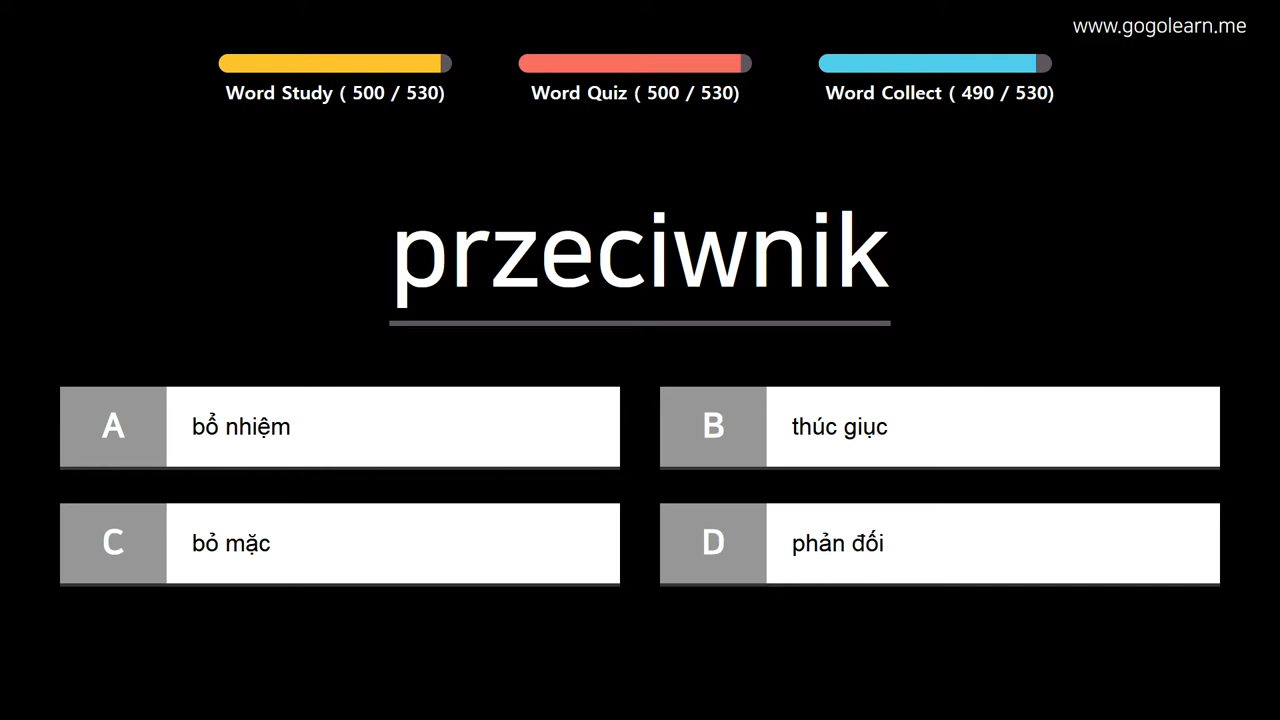 www.gogolearn.me
Word Study ( 500 / 530)
Word Quiz ( 500 / 530)
Word Collect ( 490 / 530)
przeciwnik
A bổ nhiệm
B thúc giục
C bỏ mặc
D phản đối